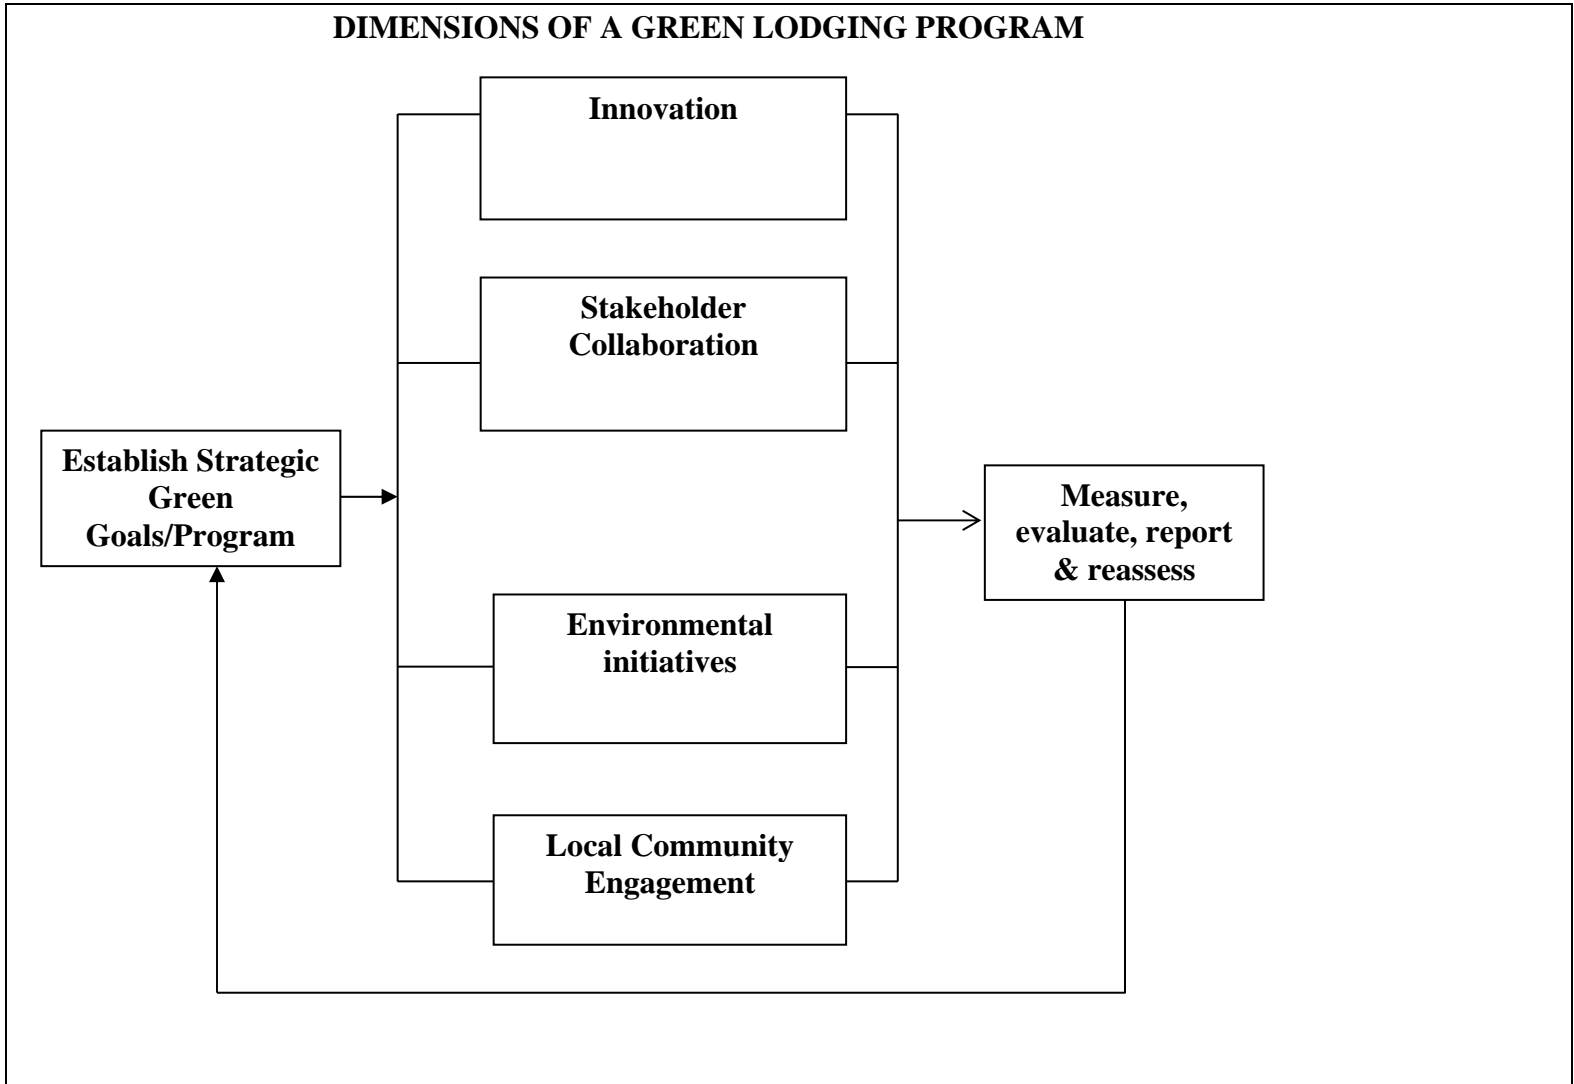 DIMENSIONS OF A GREEN LODGING PROGRAM
Innovation
Stakeholder
Collaboration
Establish Strategic
Green
Goals/Program
Measure,
evaluate, report
& reassess
Environmental
initiatives
Local Community
Engagement